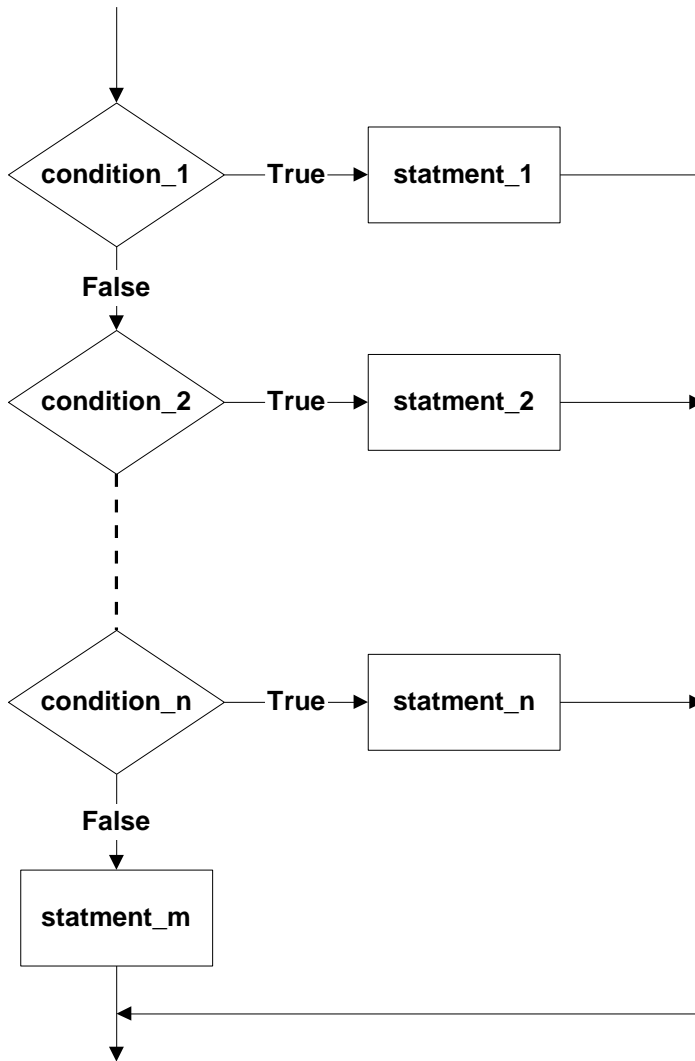 condition_1
True
statment_1
False
condition_2
True
statment_2
condition_n
True
statment_n
False
statment_m